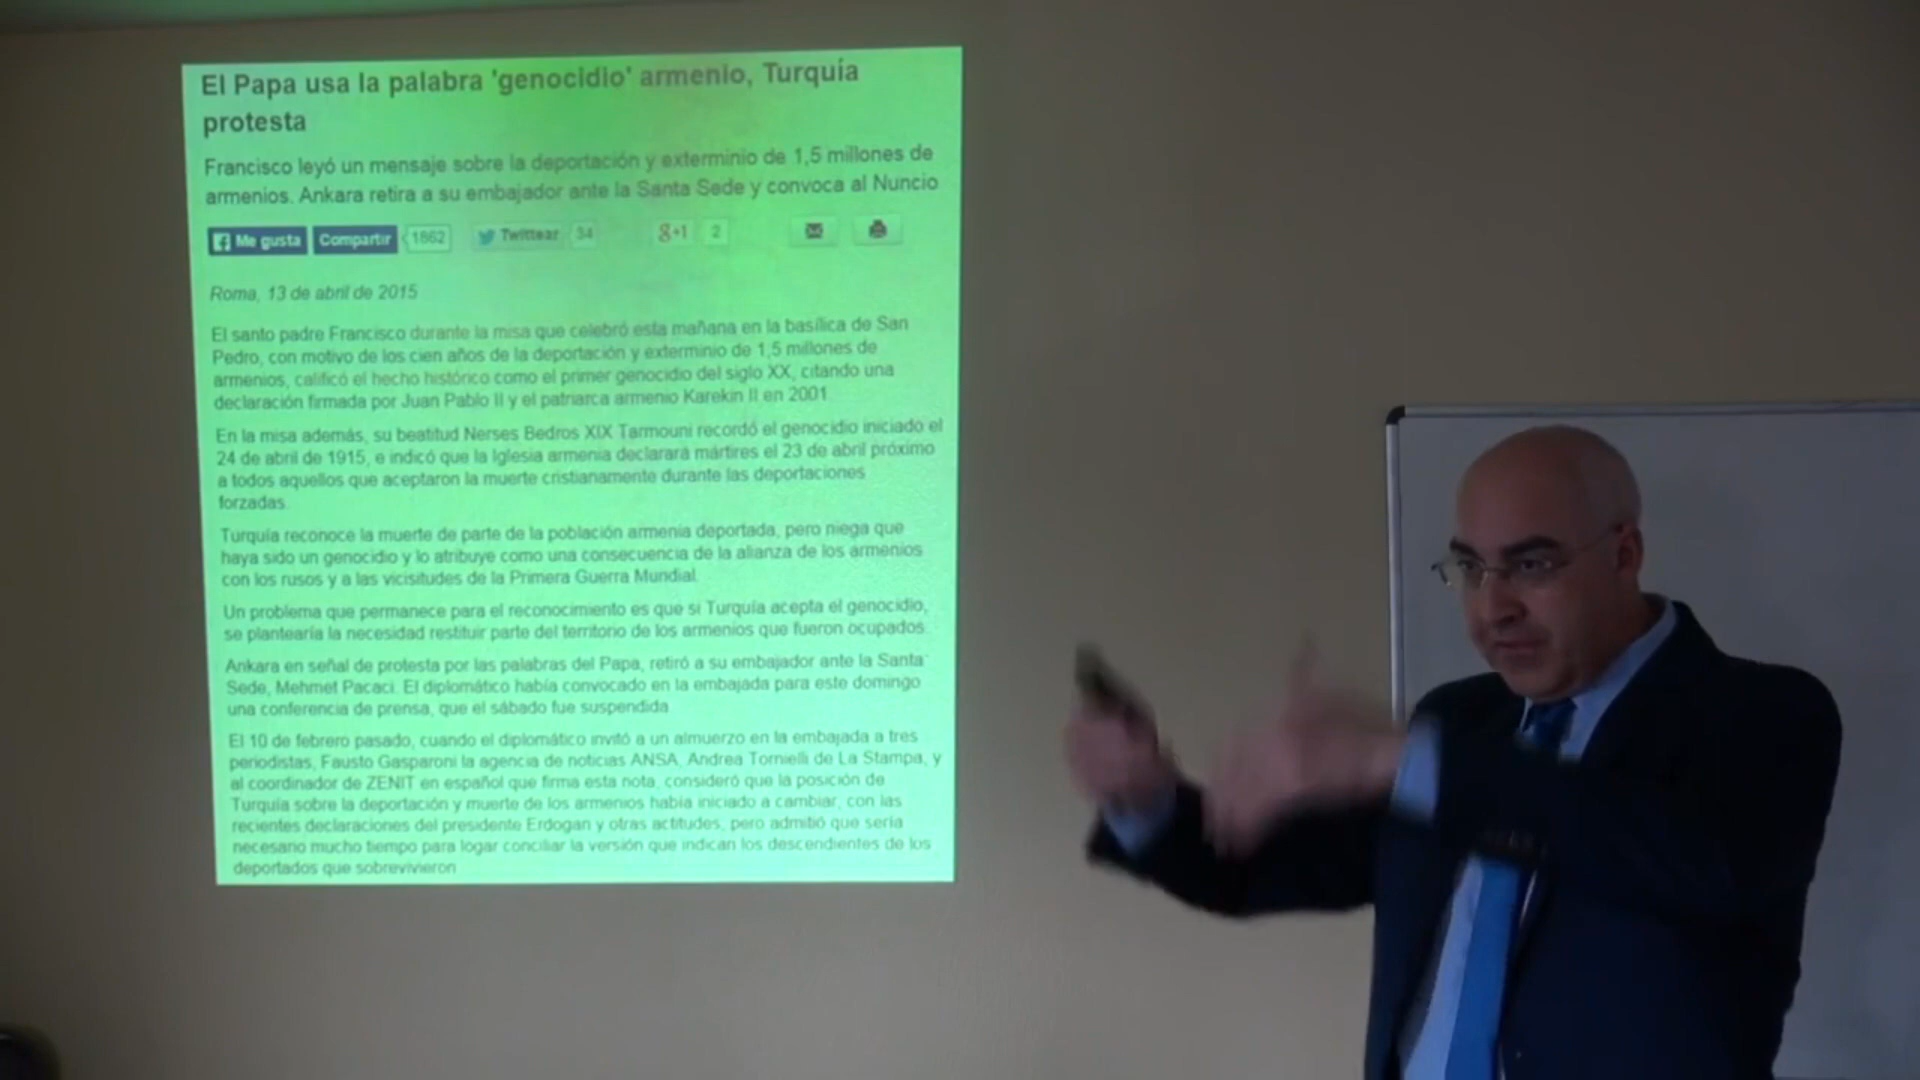 El Papa usa la palabra 'genocidio' armenio, Turquía
protesta
Francisco leyó un mensaje sobre la deportación y exterminio de 1,5 millones de
armenios. Ankara retira a su embajador ante la Santa Sede y convoca al Nuncio
Me gusta Compartir 1862 Twittear 34 g+1 2
Roma, 13 de abril de 2015
El santo padre Francisco durante la misa que celebró esta mañana en la basílica de San
Pedro, con motivo de los cien años de la deportación y exterminio de 1,5 millones de
armenios, calificó el hecho histórico como el primer genocidio del siglo XX, citando una
declaración firmada por Juan Pablo II y el patriarca armenio Karekin II en 2001.
En la misa además, su beatitud Nerses Bedros XIX Tarmouni recordó el genocidio iniciado el
24 de abril de 1915, e indicó que la Iglesia armenia declarará mártires el 23 de abril próximo
a todos aquellos que aceptaron la muerte cristianamente durante las deportaciones
forzadas.
Turquía reconoce la muerte de parte de la población armenia deportada, pero niega que
haya sido un genocidio y lo atribuye como una consecuencia de la alianza de los armenios
con los rusos y a las vicisitudes de la Primera Guerra Mundial.
Un problema que permanece para el reconocimiento es que si Turquía acepta el genocidio,
se plantearía la necesidad restituir parte del territorio de los armenios que fueron ocupados.
Ankara en señal de protesta por las palabras del Papa, retiró a su embajador ante la Santa
Sede, Mehmet Pacaci. El diplomático había convocado en la embajada para este domingo
una conferencia de prensa, que el sábado fue suspendida.
El 10 de febrero pasado, cuando el diplomático invitó a un almuerzo en la embajada a tres
periodistas, Fausto Gasparoni la agencia de noticias ANSA, Andrea Tornielli de La Stampa, y
al coordinador de ZENIT en español que firma esta nota, consideró que la posición de
Turquía sobre la deportación y muerte de los armenios había iniciado a cambiar, con las
recientes declaraciones del presidente Erdogan y otras actitudes, pero admitió que sería
necesario mucho tiempo para logar conciliar la versión que indican los descendientes de los
deportados que sobrevivieron